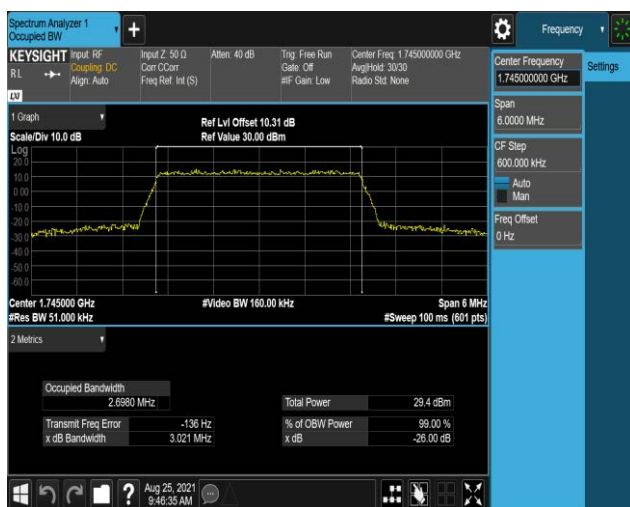 Spectrum Analyzer 1
Occupied BW
Frequency
KEYSIGHT
Input: RF
Coupling: DC
Align: Auto
RL
LXI
Input Z: 50 Ω
Corr CCorr
Freq Ref: Int (S)
Atten: 40 dB
Trig: Free Run
Gate: Off
#IF Gain: Low
Center Freq: 1.745000000 GHz
Avg|Hold: 30/30
Radio Std: None
Center Frequency
1.745000000 GHz
Settings
Span
6.0000 MHz
CF Step
600.000 kHz
Auto
Man
Freq Offset
0 Hz
1 Graph
Scale/Div 10.0 dB
Ref Lvl Offset 10.31 dB
Ref Value 30.00 dBm
Log
20.0
10.0
0.00
-10.0
-20.0
-30.0
-40.0
-50.0
-60.0
Center 1.745000 GHz
#Video BW 160.00 kHz
Span 6 MHz
#Res BW 51.000 kHz
#Sweep 100 ms (601 pts)
2 Metrics
Occupied Bandwidth
2.6980 MHz
Total Power 29.4 dBm
Transmit Freq Error -136 Hz
% of OBW Power 99.00 %
x dB Bandwidth 3.021 MHz
x dB -26.00 dB
?
Aug 25, 2021
9:46:35 AM